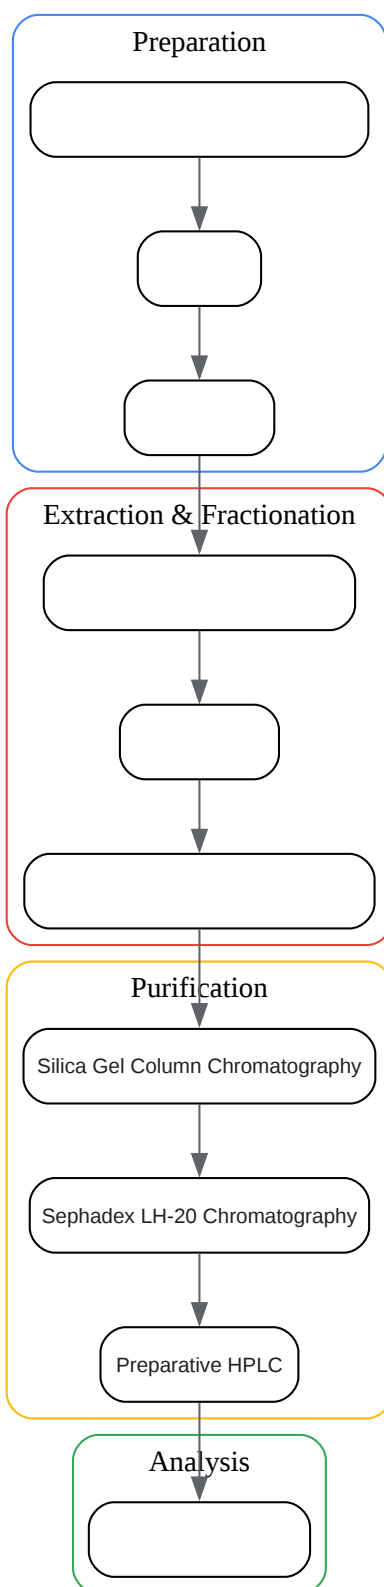 Preparation
Extraction & Fractionation
Purification
Silica Gel Column Chromatography
Sephadex LH-20 Chromatography
Preparative HPLC
Analysis